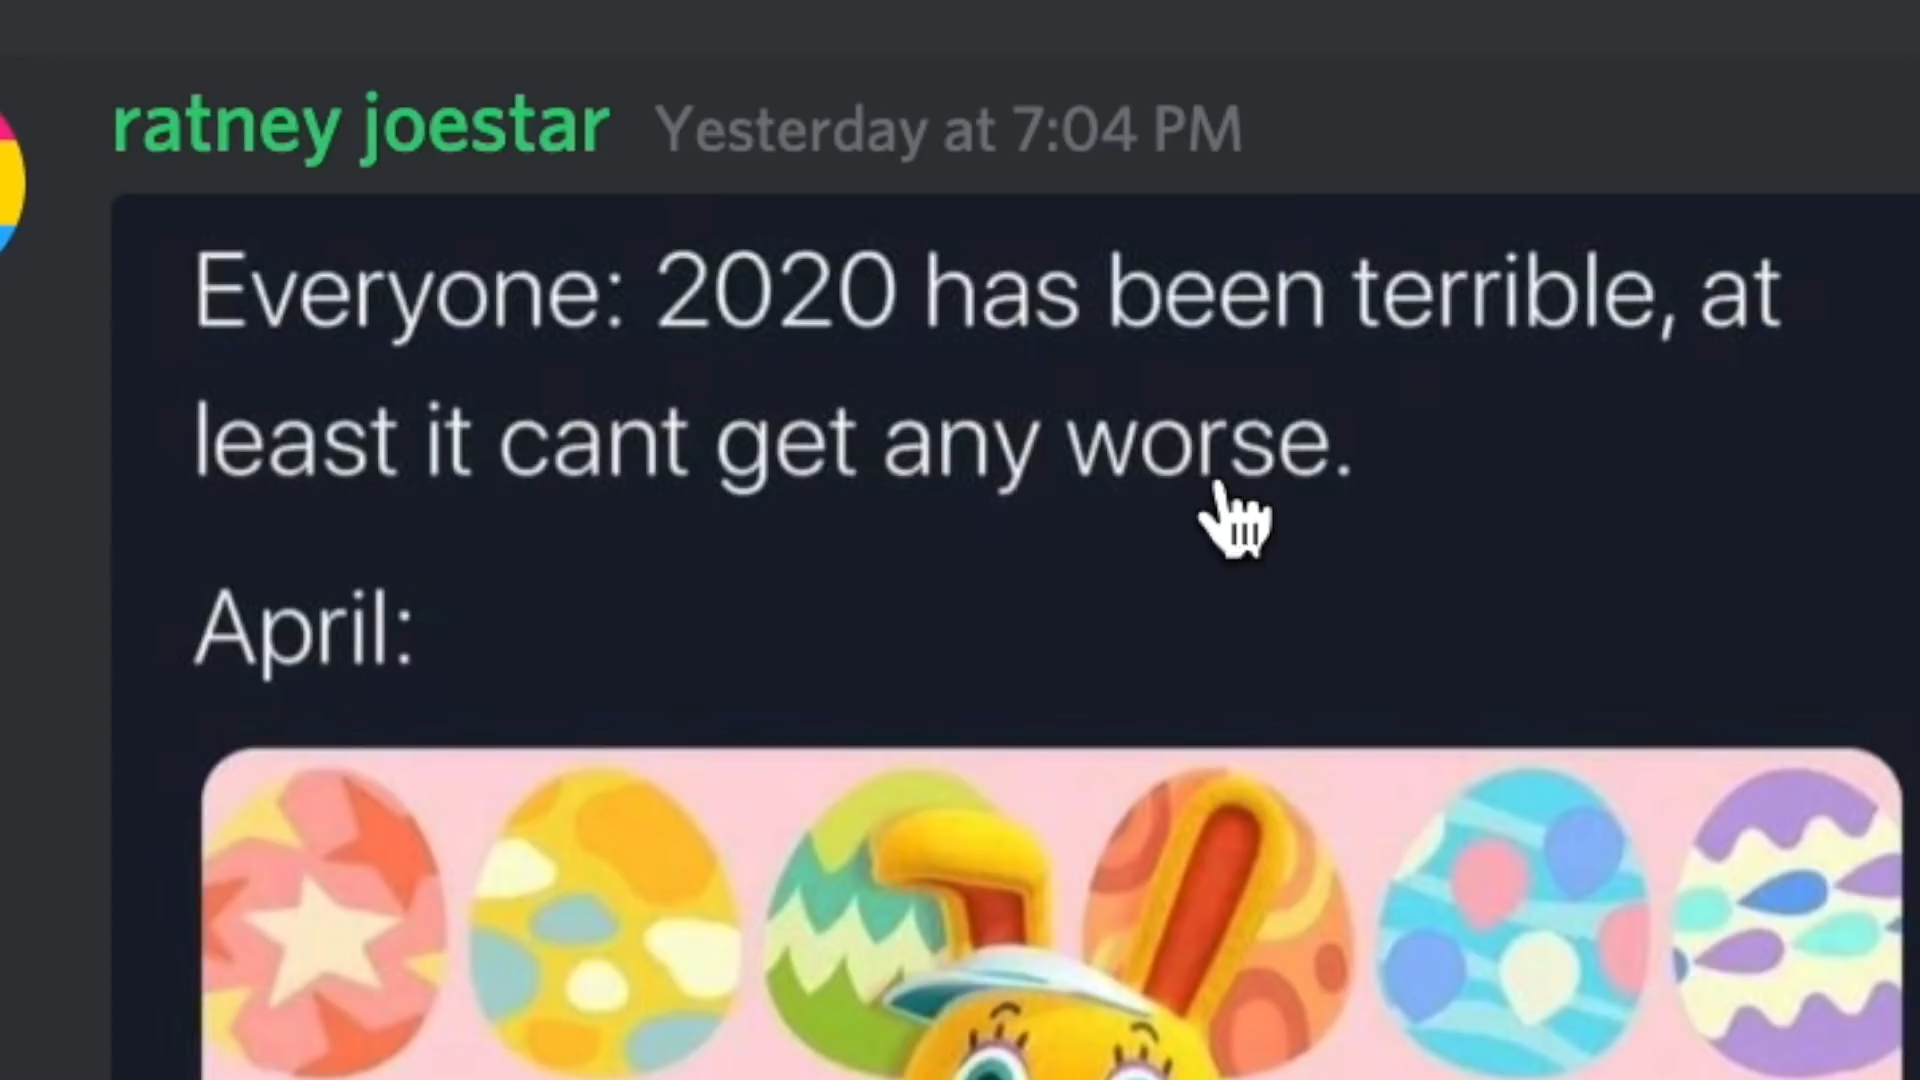 ratney joestar Yesterday at 7:04 PM
Everyone: 2020 has been terrible, at
least it cant get any worse.
April: